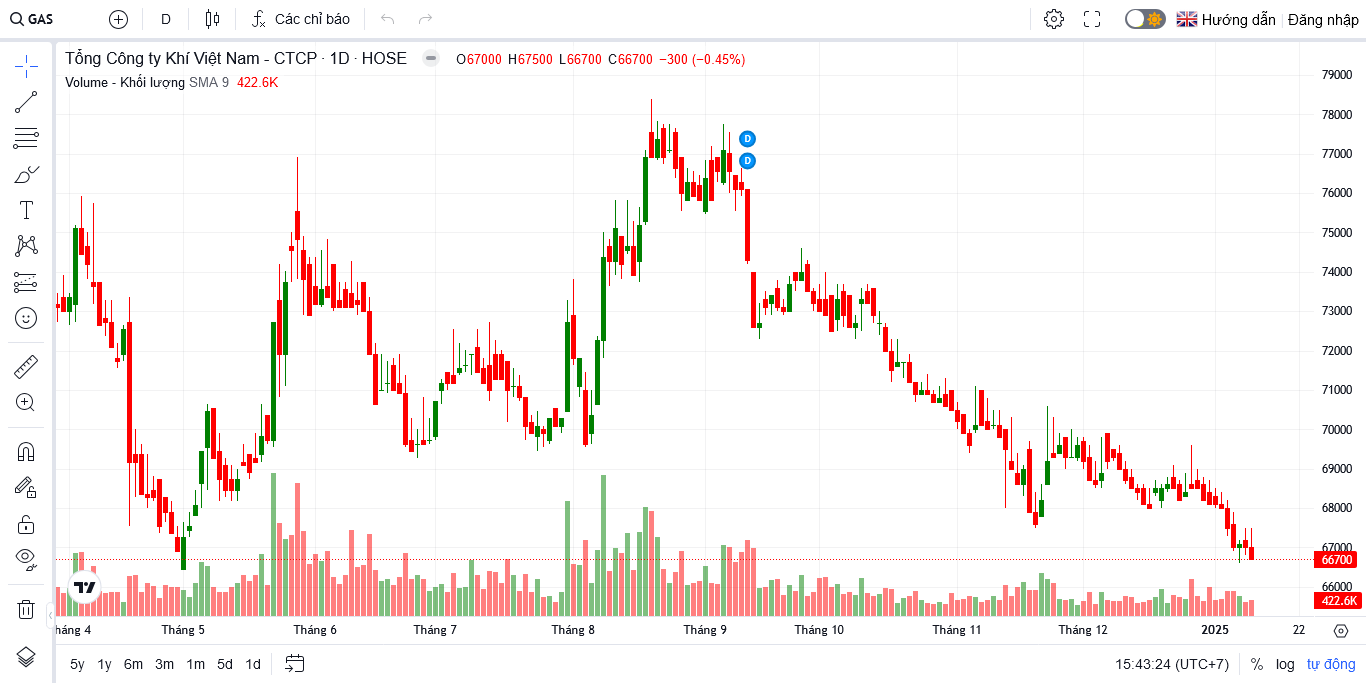 GAS D Các chỉ báo Hướng dẫn Đăng nhập
Tổng Công ty Khí Việt Nam - CTCP · 1D · HOSE O67000 H67500 L66700 C66700 −300 (−0.45%)
Volume - Khối lượng SMA 9 422.6K
D
D
79000
78000
77000
76000
75000
74000
73000
72000
71000
70000
69000
68000
67000
66700
66000
422.6K
háng 4 Tháng 5 Tháng 6 Tháng 7 Tháng 8 Tháng 9 Tháng 10 Tháng 11 Tháng 12 2025 22
5y 1y 6m 3m 1m 5d 1d 15:43:24 (UTC+7) % log tự động